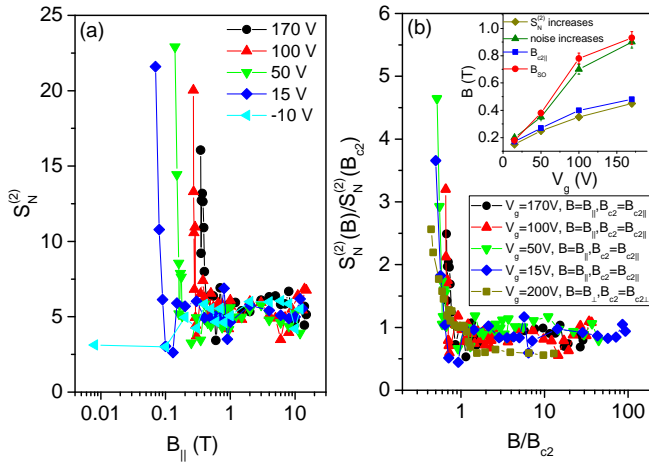 (a)
170 V
100 V
50 V
15 V
-10 V
25
20
15
10
5
0
S_N^(2)
0.01 0.1 1 10
B_|| (T)
(b)
S_N^(2) increases
noise increases
B_c2||
B_SO
1.0
0.8
0.6
0.4
0.2
B (T)
0 50 100 150
V_g (V)
6
5
4
3
2
1
0
S_N^(2)(B)/S_N^(2)(B_c2)
V_g=170V, B=B_||,B_c2=B_c2||
V_g=100V, B=B_||,B_c2=B_c2||
V_g=50V, B=B_||,B_c2=B_c2||
V_g=15V, B=B_||,B_c2=B_c2||
V_g=200V, B=B_⊥,B_c2=B_c2⊥
1 10 100
B/B_c2